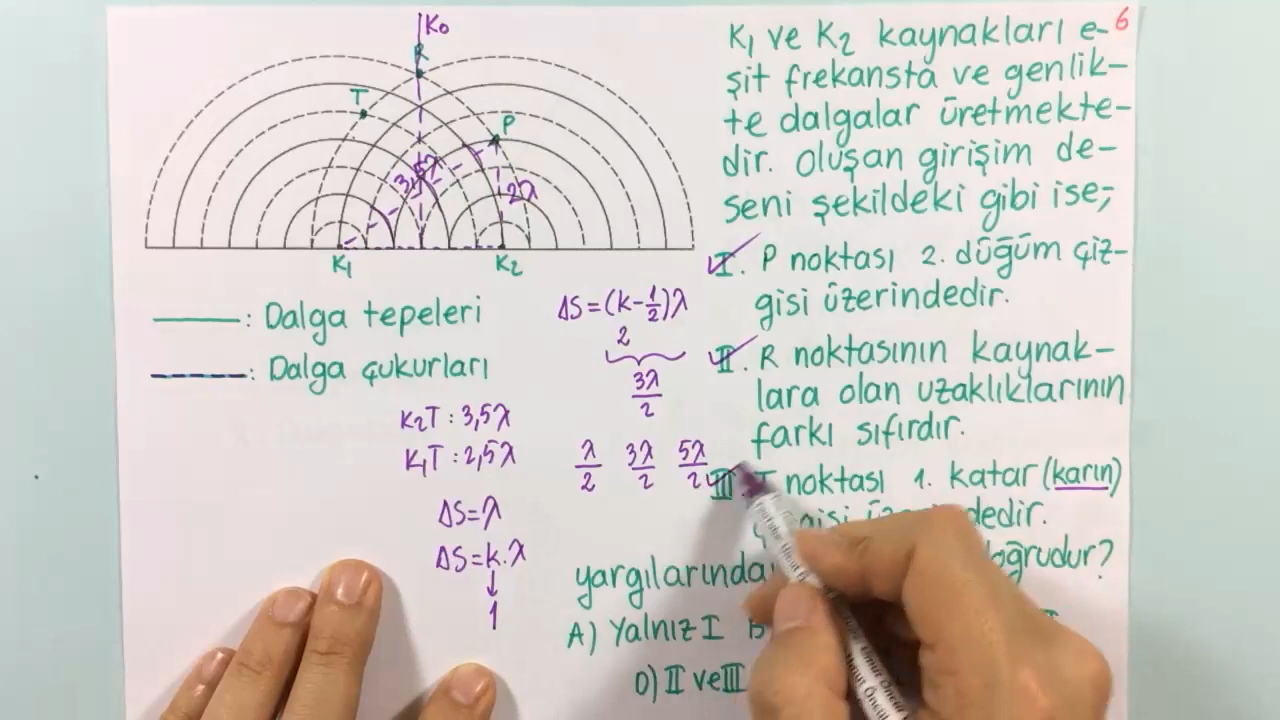 K₀
R
T
P
3,5λ
2λ
K₁
K₂
6
K₁ ve K₂ kaynakları e-
şit frekansta ve genlik-
te dalgalar üretmekte-
dir. Oluşan girişim de-
seni şekildeki gibi ise;
I. P noktası 2. düğüm çiz-
gisi üzerindedir.
II. R noktasının kaynak-
lara olan uzaklıklarının
farkı sıfırdır.
III. T noktası 1. katar (karın)
dedir.
yargılarından doğrudur?
A) Yalnız I B
D) II ve III
: Dalga tepeleri
: Dalga çukurları
K₂T : 3,5λ
K₁T : 2,5λ
ΔS=λ
ΔS=k.λ
↓
1
ΔS=(k-1/2)λ
2
3λ/2
λ/2 3λ/2 5λ/2